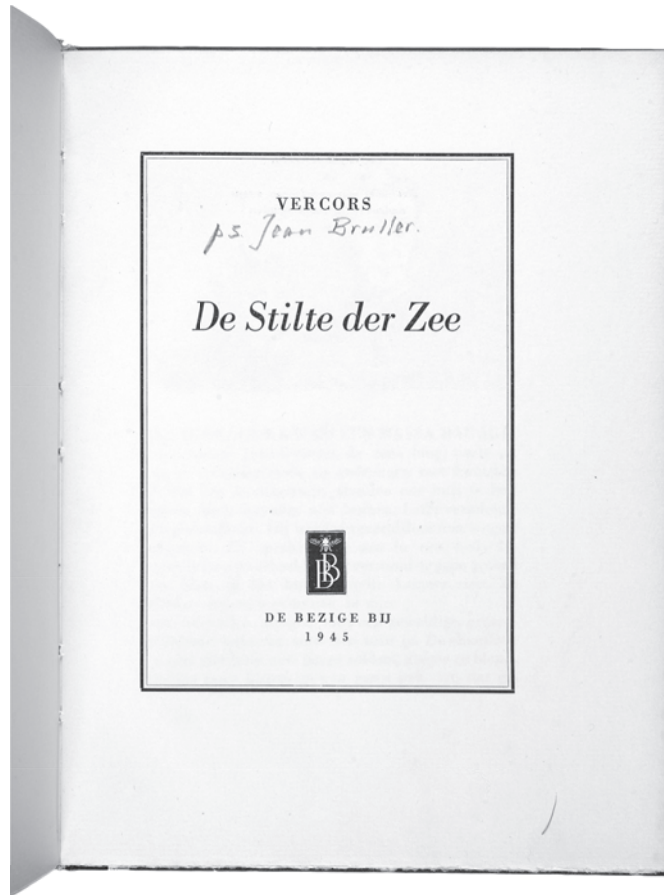 VERCORS
ps. Jean Bruller.
De Stilte der Zee
BB
DE BEZIGE BIJ
1945